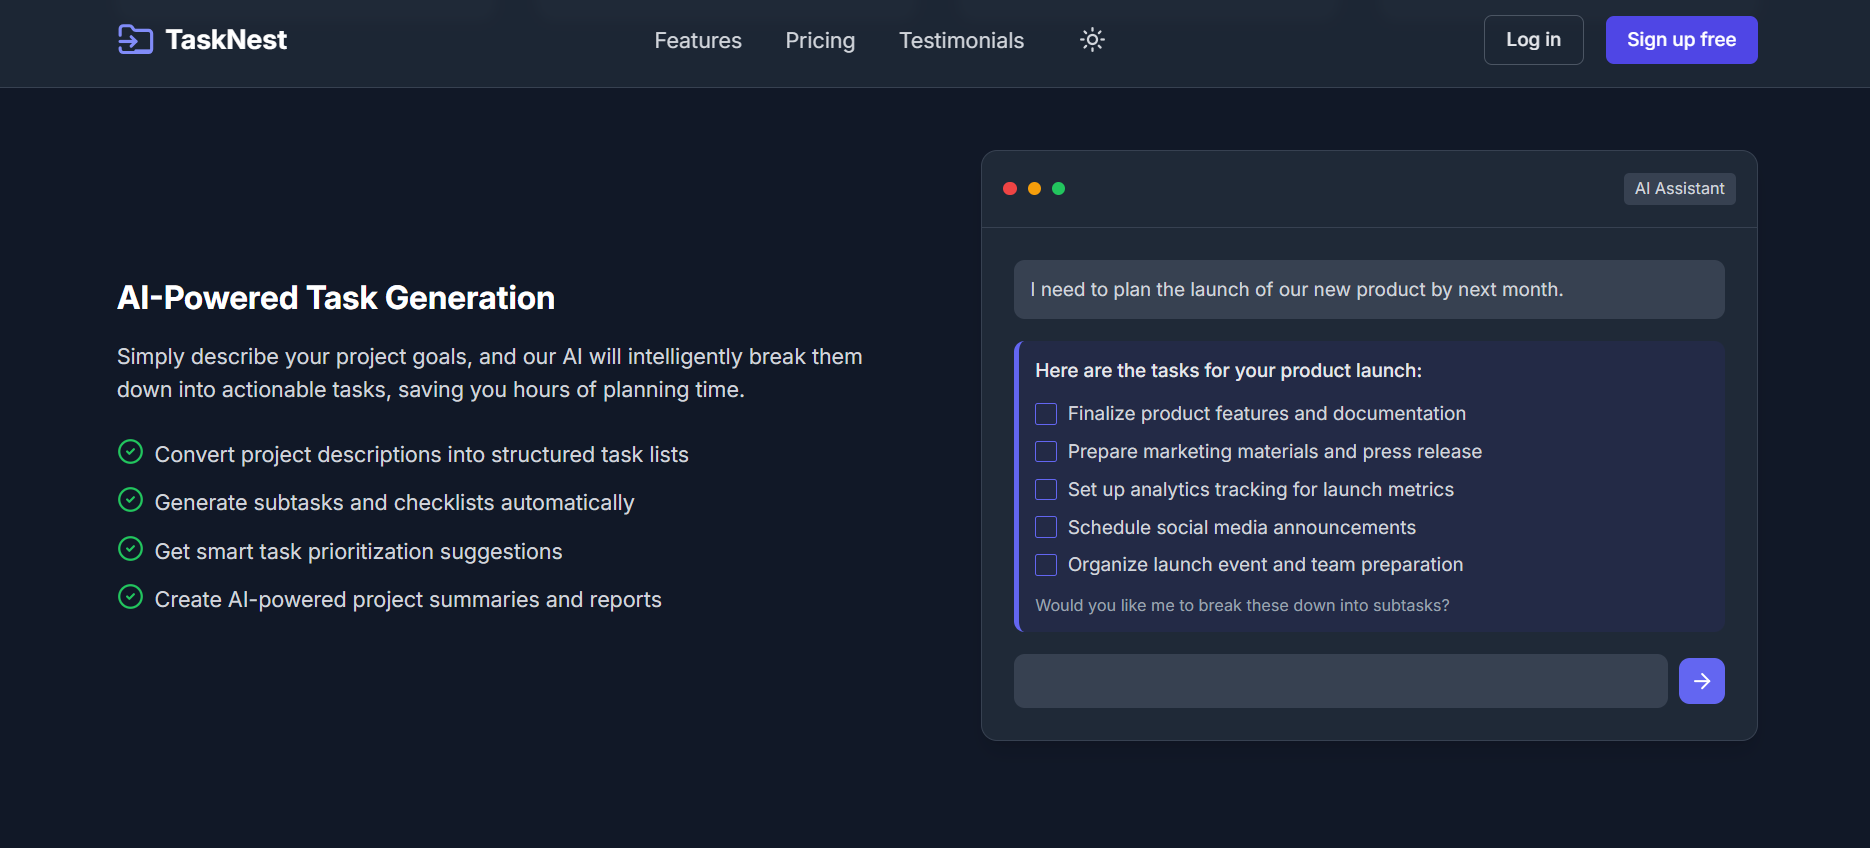 TaskNest
Features
Pricing
Testimonials
Log in
Sign up free
AI-Powered Task Generation
Simply describe your project goals, and our AI will intelligently break them
down into actionable tasks, saving you hours of planning time.
Convert project descriptions into structured task lists
Generate subtasks and checklists automatically
Get smart task prioritization suggestions
Create AI-powered project summaries and reports
AI Assistant
I need to plan the launch of our new product by next month.
Here are the tasks for your product launch:
Finalize product features and documentation
Prepare marketing materials and press release
Set up analytics tracking for launch metrics
Schedule social media announcements
Organize launch event and team preparation
Would you like me to break these down into subtasks?